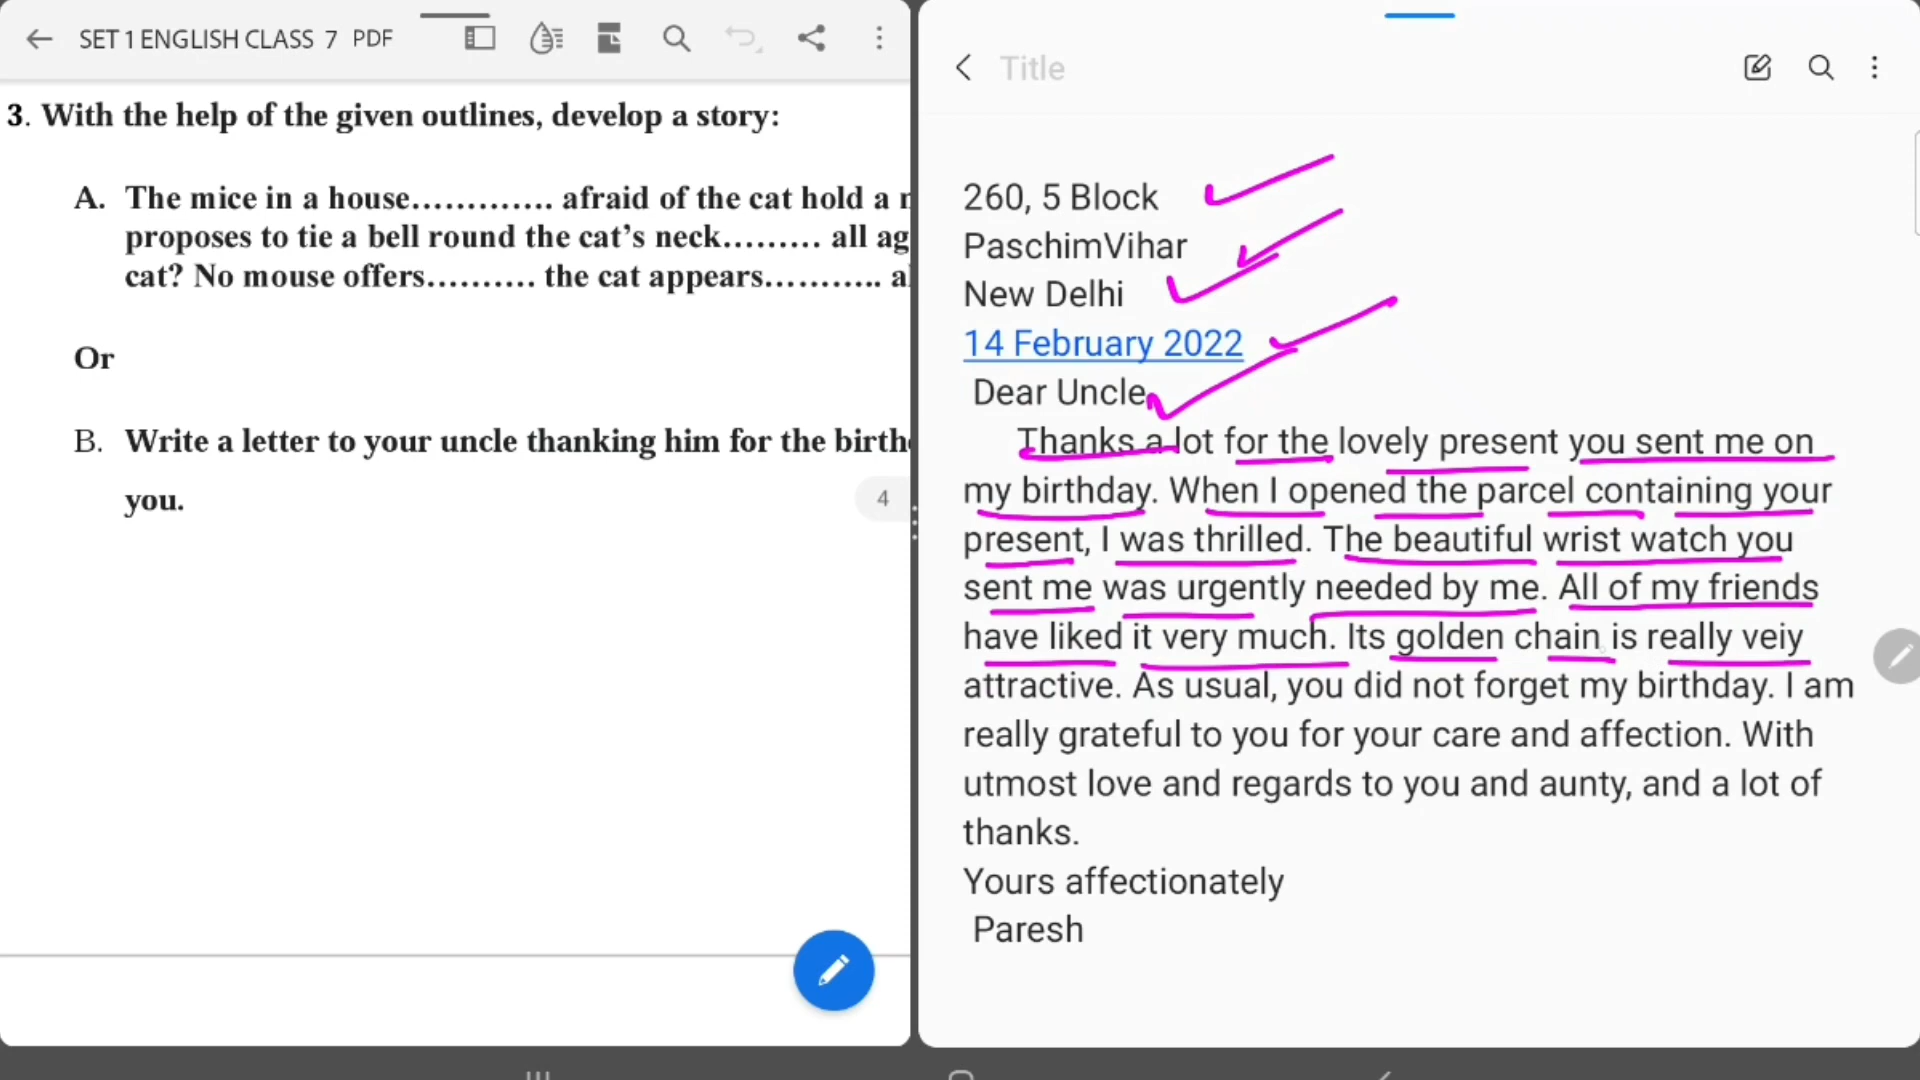 SET 1 ENGLISH CLASS 7 PDF
3. With the help of the given outlines, develop a story:
A. The mice in a house............. afraid of the cat hold a
proposes to tie a bell round the cat's neck......... all ag
cat? No mouse offers.......... the cat appears........... a
Or
B. Write a letter to your uncle thanking him for the birth
you.
4
Title
260, 5 Block
PaschimVihar
New Delhi
14 February 2022
Dear Uncle
Thanks a lot for the lovely present you sent me on
my birthday. When I opened the parcel containing your
present, I was thrilled. The beautiful wrist watch you
sent me was urgently needed by me. All of my friends
have liked it very much. Its golden chain is really veiy
attractive. As usual, you did not forget my birthday. I am
really grateful to you for your care and affection. With
utmost love and regards to you and aunty, and a lot of
thanks.
Yours affectionately
Paresh